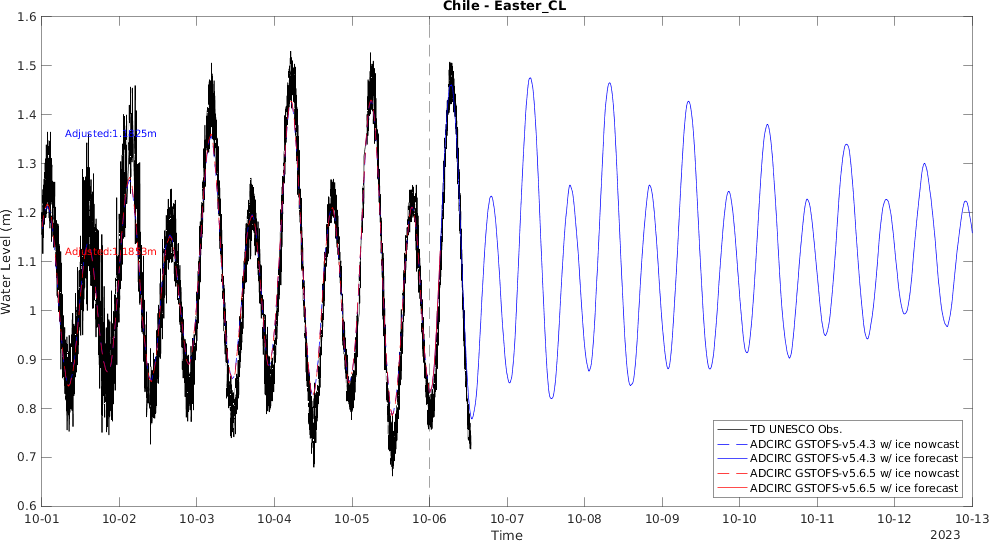 Chile - Easter_CL
1.6
1.5
1.4
1.3
1.2
1.1
1
0.9
0.8
0.7
0.6
Water Level (m)
TD UNESCO Obs.
ADCIRC GSTOFS-v5.4.3 w/ ice nowcast
ADCIRC GSTOFS-v5.4.3 w/ ice forecast
ADCIRC GSTOFS-v5.6.5 w/ ice nowcast
ADCIRC GSTOFS-v5.6.5 w/ ice forecast
10-01 10-02 10-03 10-04 10-05 10-06 10-07 10-08 10-09 10-10 10-11 10-12 10-13
Time
2023